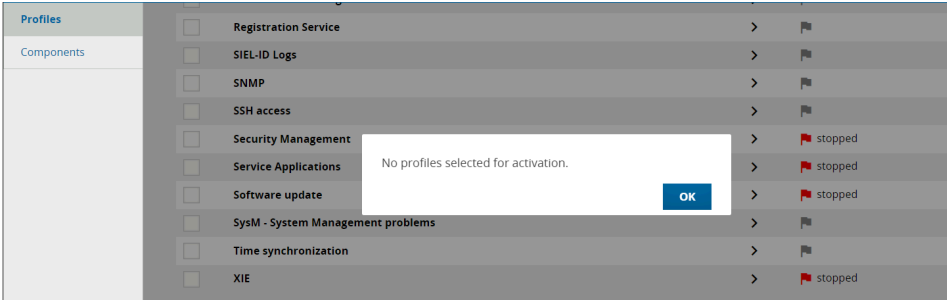 Profiles
Components
Registration Service
SIEL-ID Logs
SNMP
SSH access
Security Management
stopped
Service Applications
stopped
Software update
stopped
SysM - System Management problems
Time synchronization
XIE
stopped
No profiles selected for activation.
OK